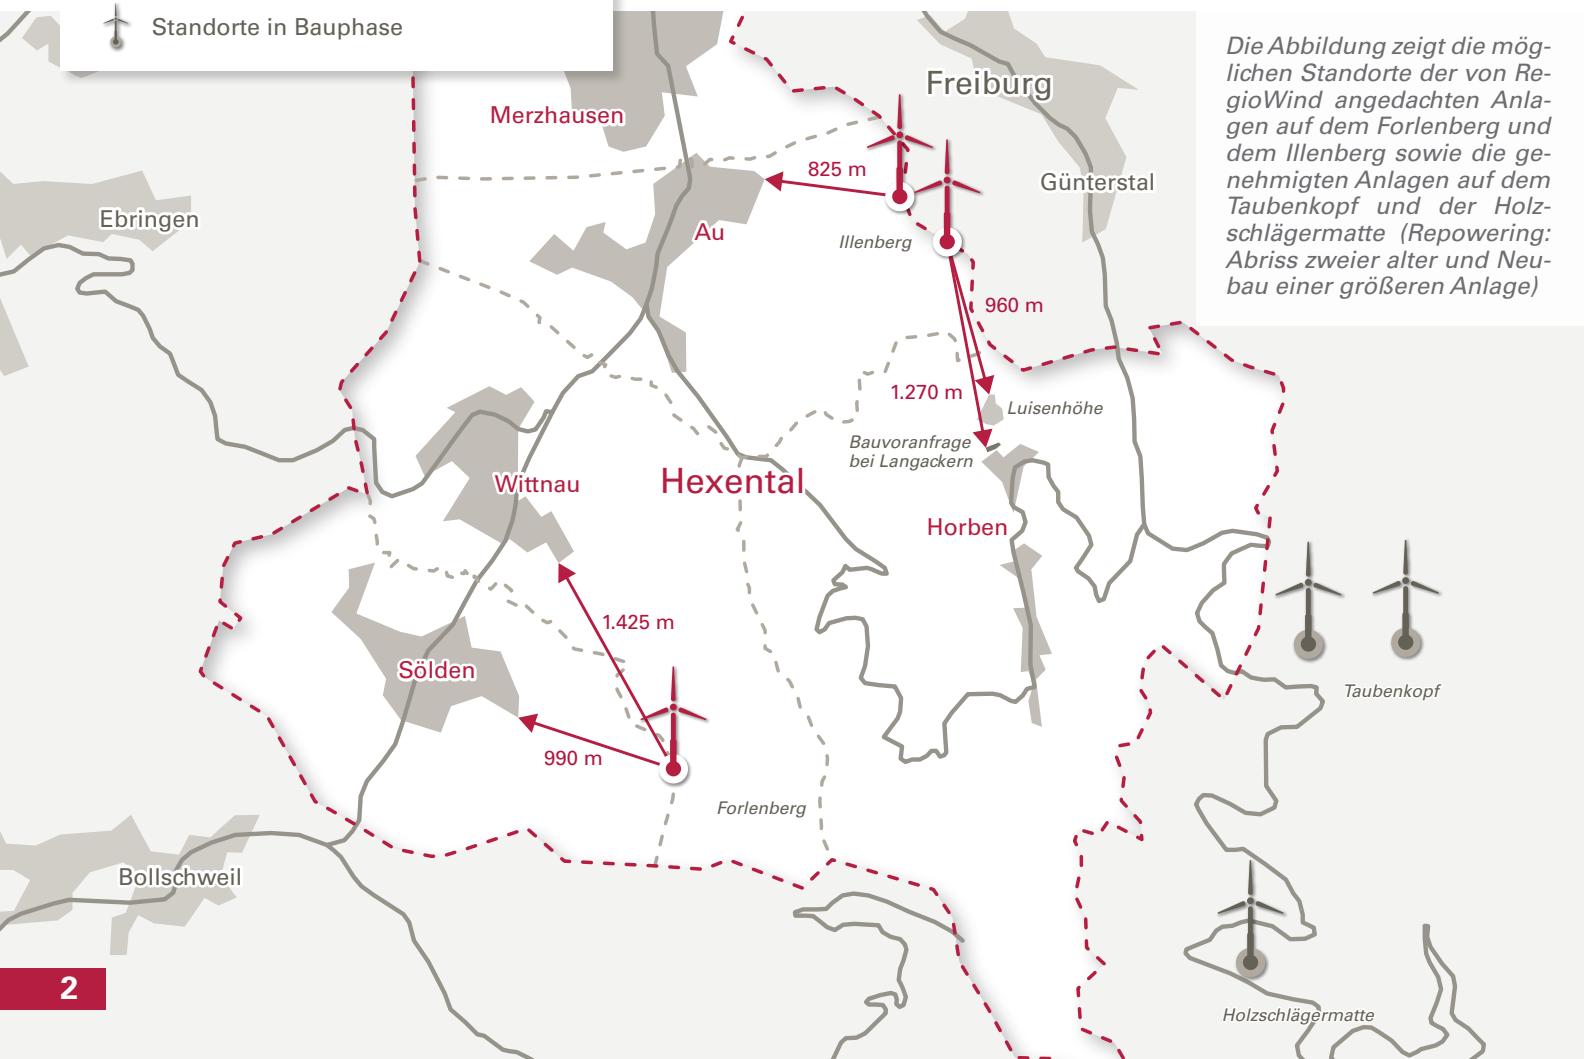 Standorte in Bauphase
Die Abbildung zeigt die mög-
lichen Standorte der von Re-
gioWind angedachten Anla-
gen auf dem Forlenberg und
dem Illenberg sowie die ge-
nehmigten Anlagen auf dem
Taubenkopf und der Holz-
schlägermatte (Repowering:
Abriss zweier alter und Neu-
bau einer größeren Anlage)
Freiburg
Merzhausen
825 m
Günterstal
Ebringen
Au
Illenberg
960 m
1.270 m
Luisenhöhe
Bauvoranfrage
bei Langackern
Wittnau
Hexental
Horben
1.425 m
Sölden
Taubenkopf
990 m
Forlenberg
Bollschweil
2
Holzschlägermatte